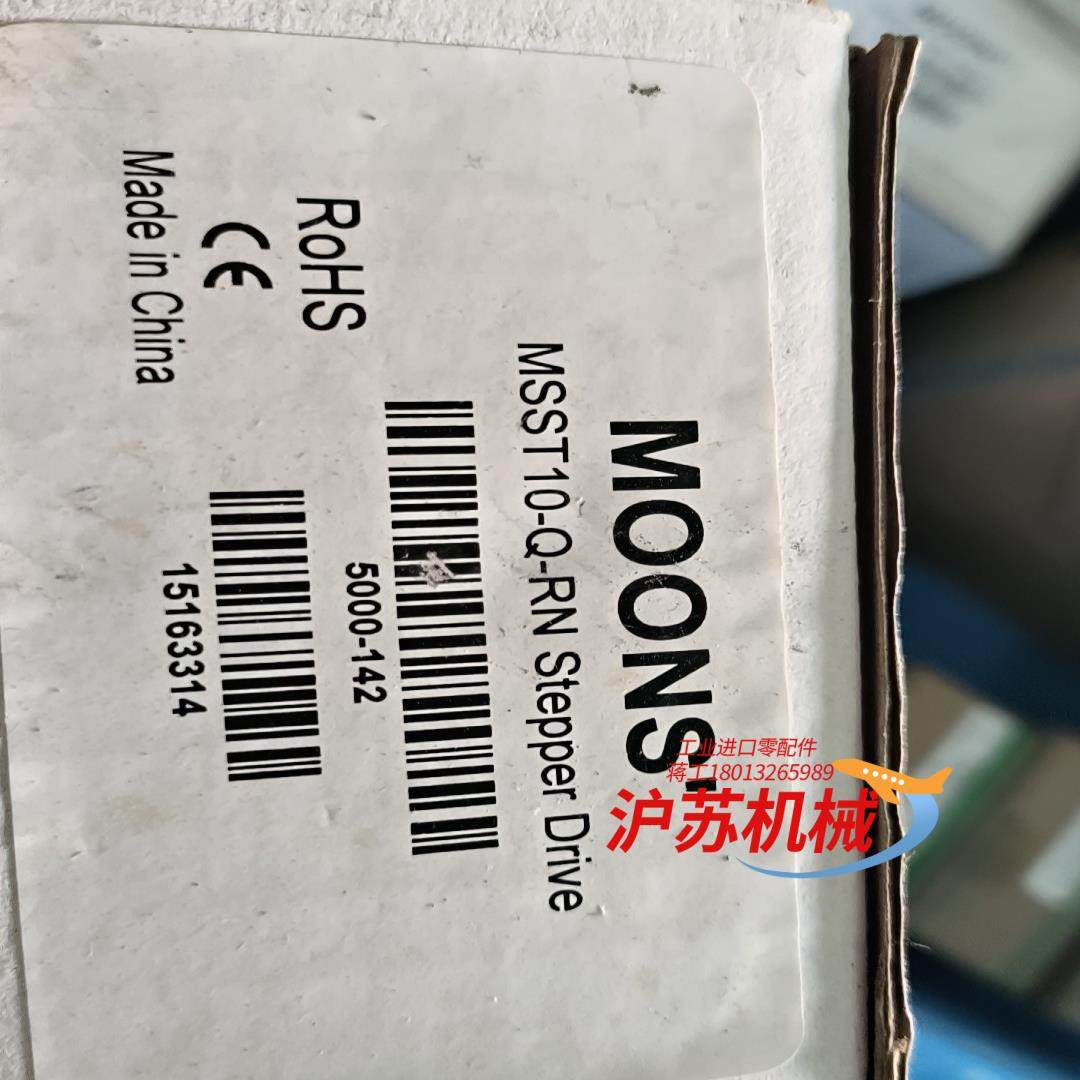 MOONS'
MSST10-Q-RN Stepper Drive
5000-142
15163314
RoHS
CE
Made in China
工业进口零配件
蒋工18013265989
沪苏机械